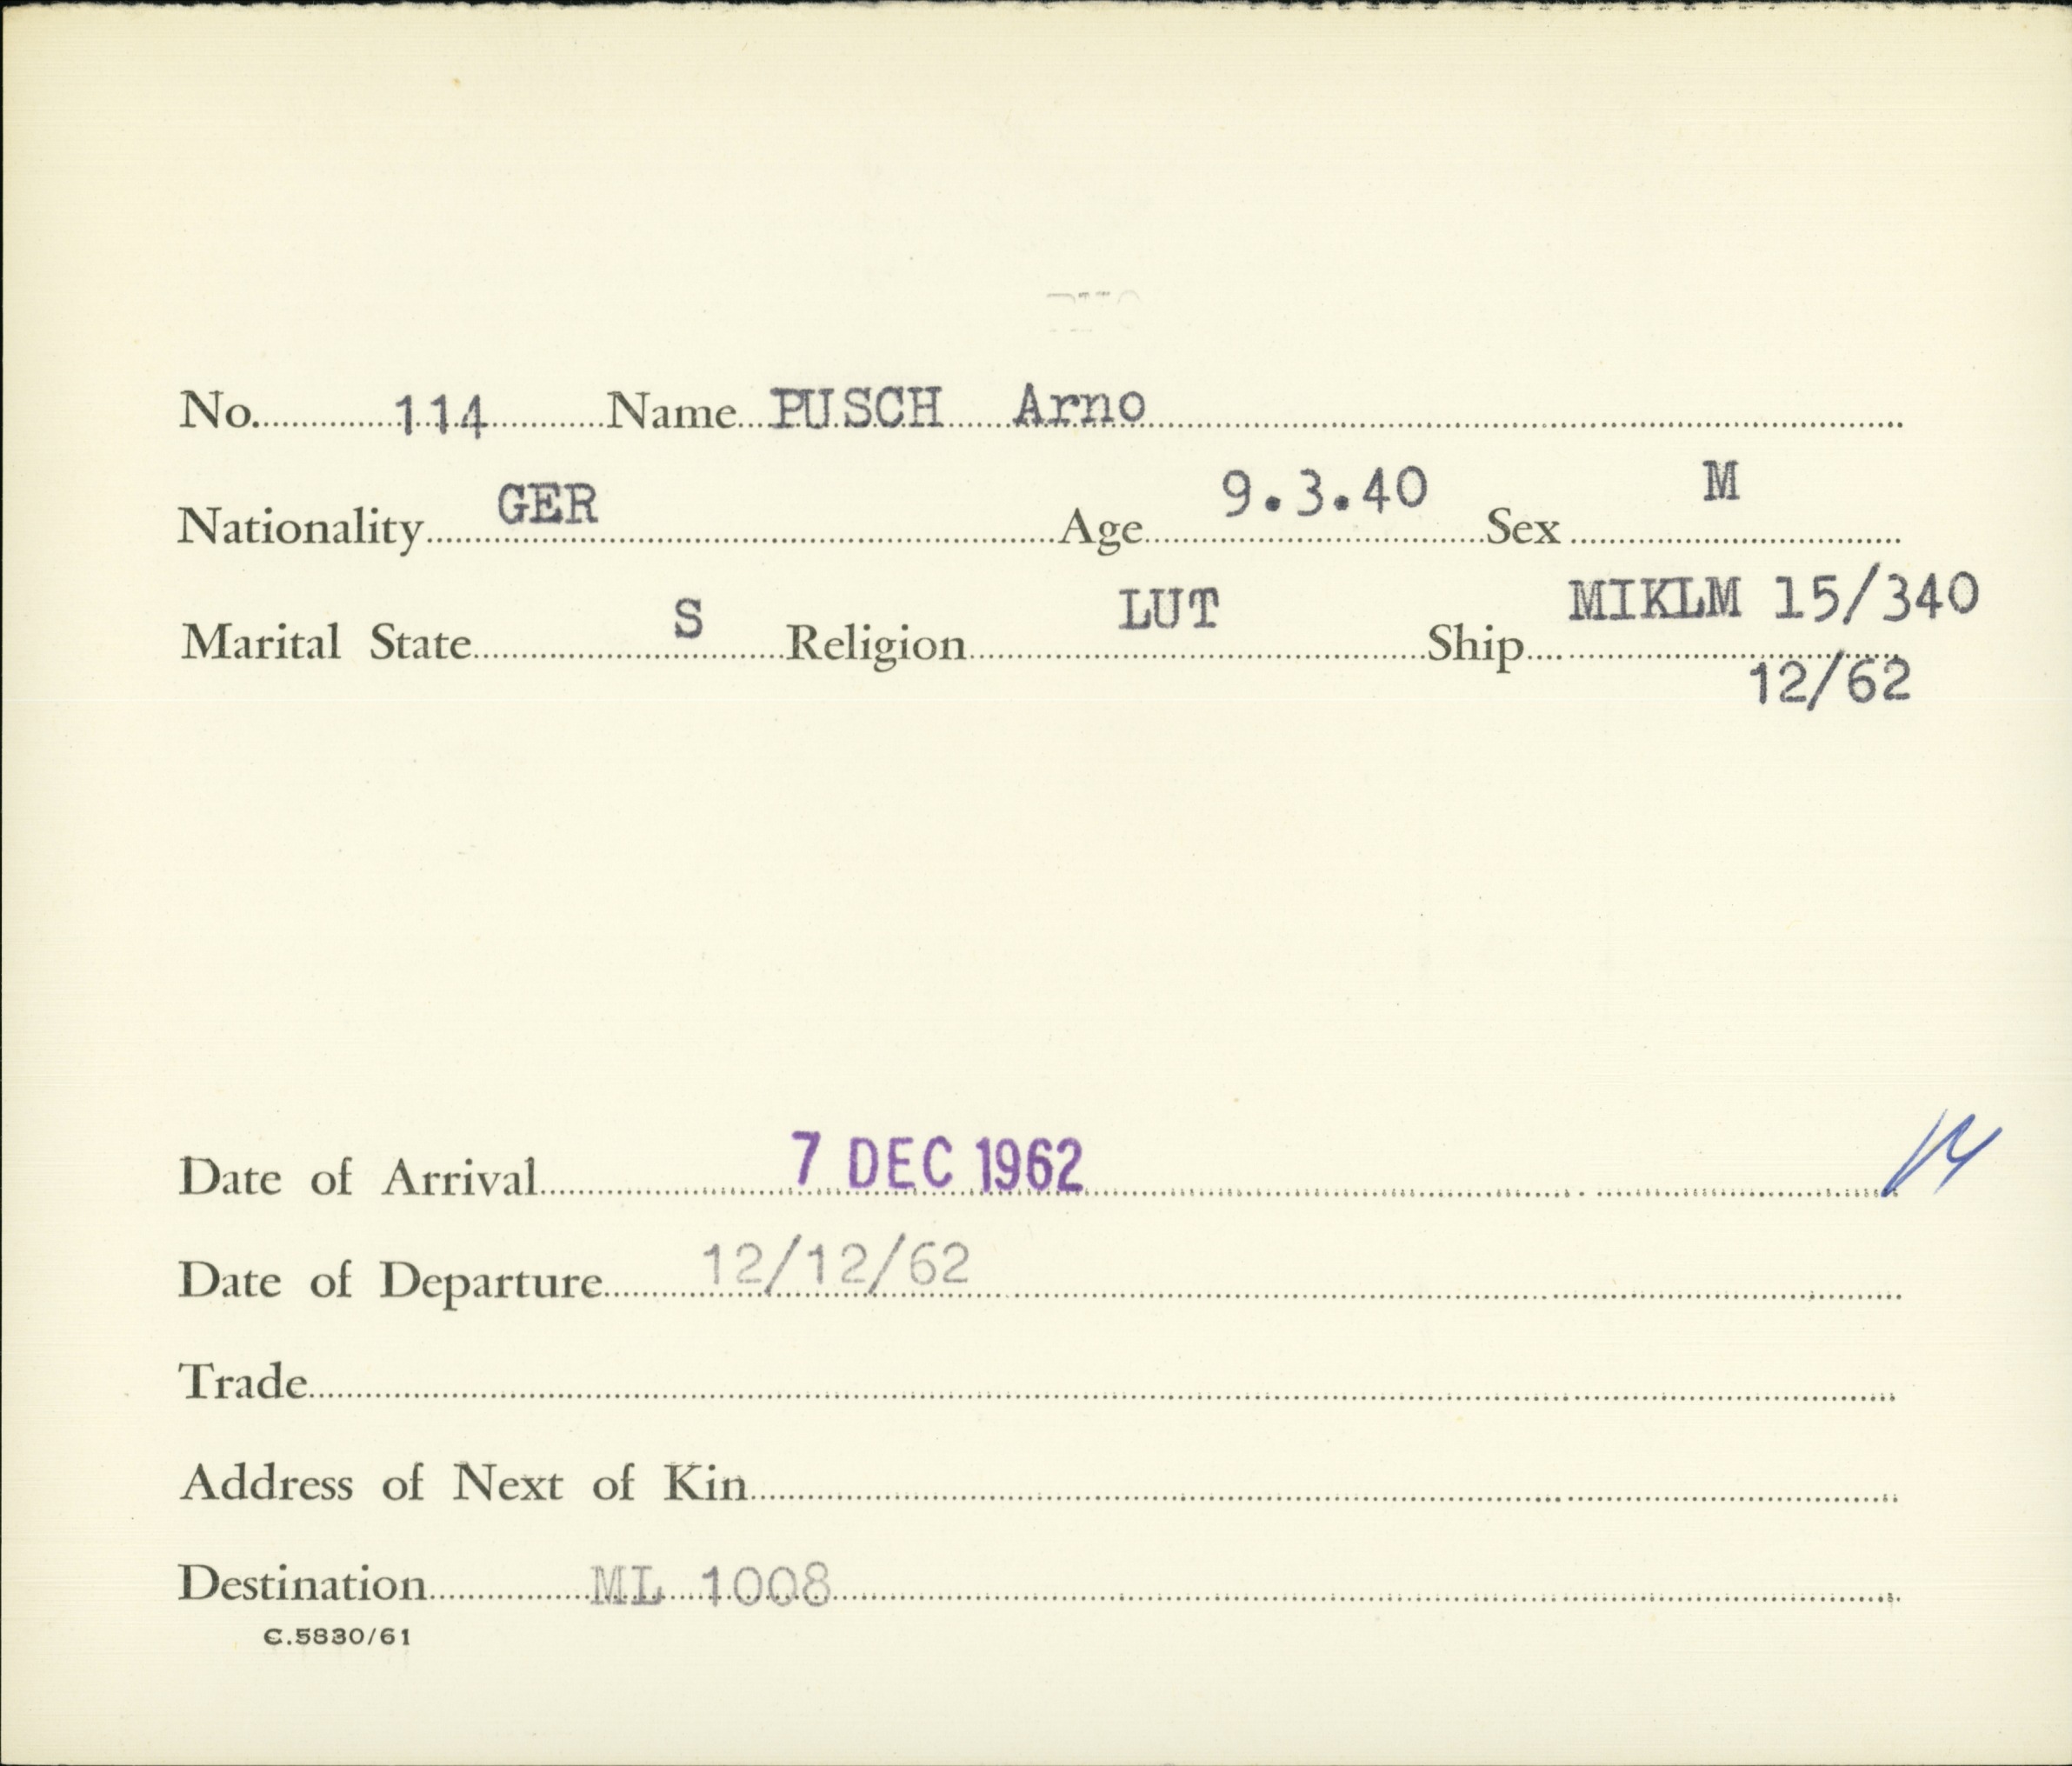 No. 114 Name PUSCH Arno
Nationality GER Age 9.3.40 Sex M
Marital State S Religion LUT Ship MIKLM 15/340
12/62
Date of Arrival 7 DEC 1962
Date of Departure 12/12/62
Trade
Address of Next of Kin
Destination ML 1008
C.5830/61